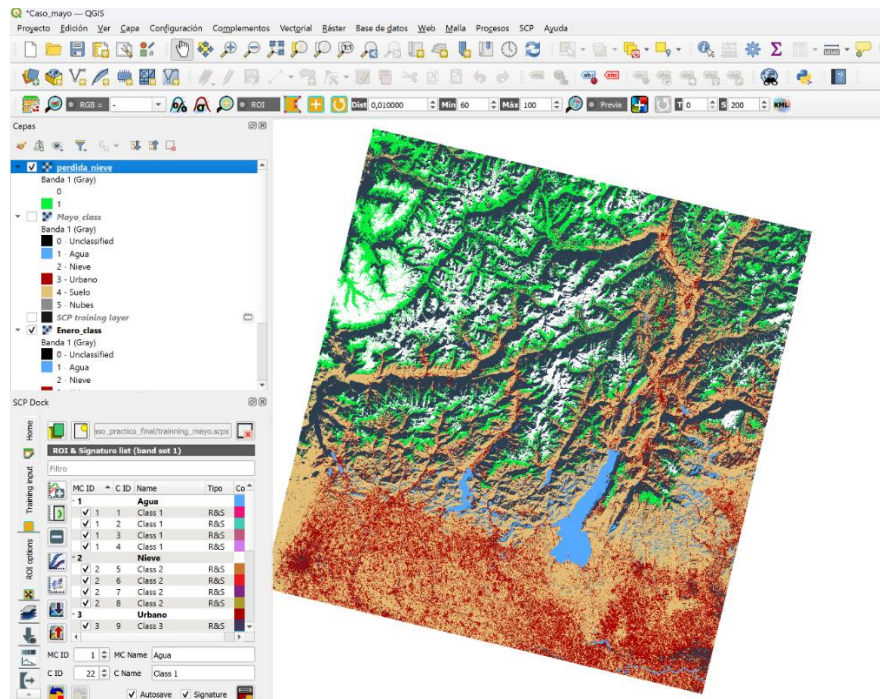 *Caso_mayo — QGIS
Proyecto Edición Ver Capa Configuración Complementos Vectorial Ráster Base de datos Web Malla Procesos SCP Ayuda
RGB = - ROI Dist 0,010000 Min 60 Máx 100 Previa T 0 S 200 KML
Capas
perdida_nieve
Banda 1 (Gray)
0
1
Mayo_class
Banda 1 (Gray)
0 - Unclassified
1 - Agua
2 - Nieve
3 - Urbano
4 - Suelo
5 - Nubes
SCP training layer
Enero_class
Banda 1 (Gray)
0 - Unclassified
1 - Agua
2 - Nieve
SCP Dock
Home
Training input
ROI options
aso_practico_final/trainning_mayo.scpx
ROI & Signature list (band set 1)
Filtro
MC ID C ID Name Tipo Co
1 Agua
1 1 Class 1 R&S
1 2 Class 1 R&S
1 3 Class 1 R&S
1 4 Class 1 R&S
2 Nieve
2 5 Class 2 R&S
2 6 Class 2 R&S
2 7 Class 2 R&S
2 8 Class 2 R&S
3 Urbano
3 9 Class 3 R&S
MC ID 1 MC Name Agua
C ID 22 C Name Class 1
Autosave Signature